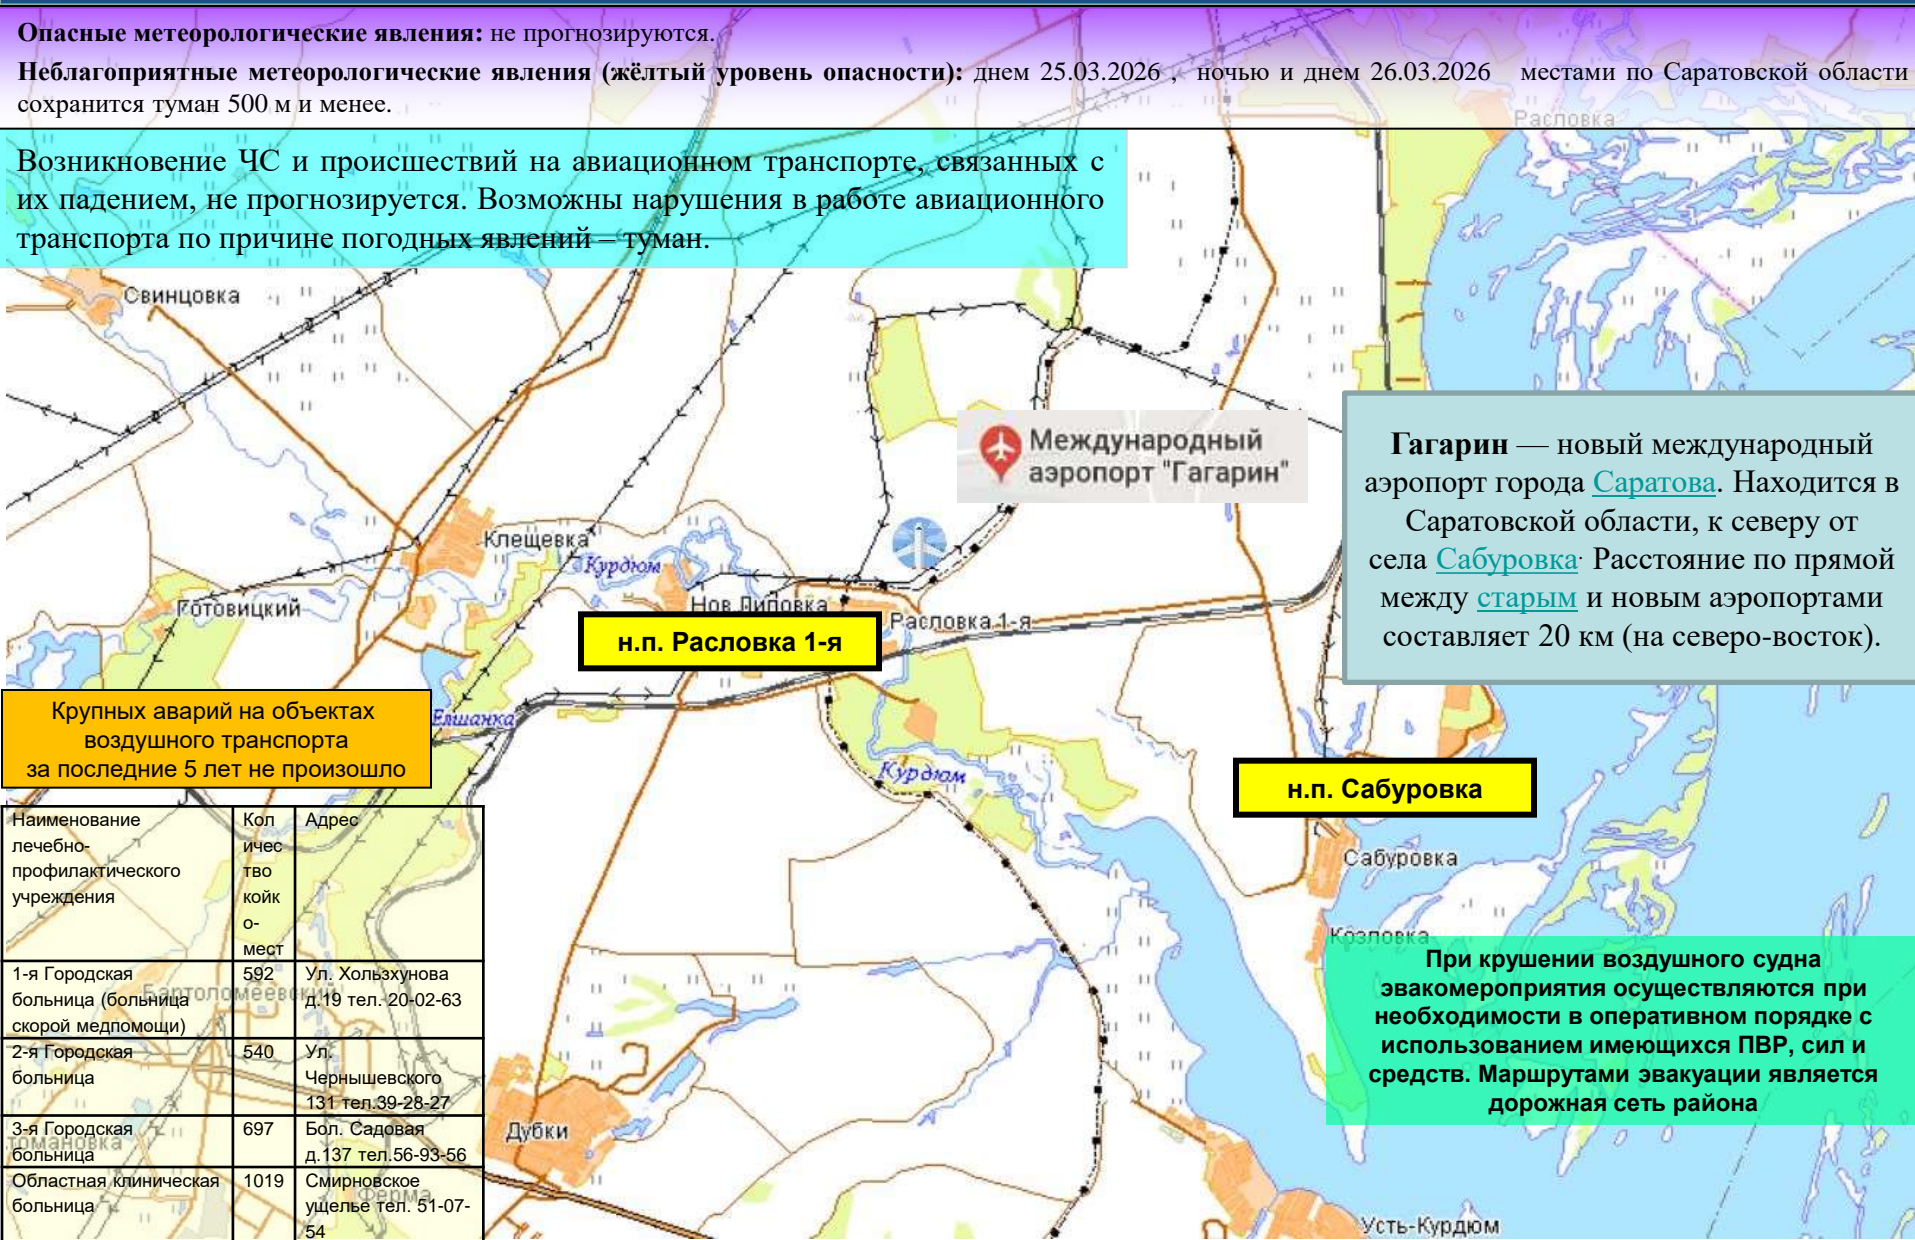 Опасные метеорологические явления: не прогнозируются.
Неблагоприятные метеорологические явления (жёлтый уровень опасности): днем 25.03.2026 , ночью и днем 26.03.2026 местами по Саратовской области
сохранится туман 500 м и менее.
Расловка
Возникновение ЧС и происшествий на авиационном транспорте, связанных с
их падением, не прогнозируется. Возможны нарушения в работе авиационного
транспорта по причине погодных явлений – туман.
Свинцовка
Международный
аэропорт "Гагарин"
Гагарин — новый международный
аэропорт города Саратова. Находится в
Саратовской области, к северу от
села Сабуровка. Расстояние по прямой
между старым и новым аэропортами
составляет 20 км (на северо-восток).
Клещевка
Курдюм
Готовицкий
Нов.Липовка
Расловка 1-я
н.п. Расловка 1-я
Елшанка
Крупных аварий на объектах
воздушного транспорта
за последние 5 лет не произошло
Курдюм
н.п. Сабуровка
Сабуровка
Козловка
При крушении воздушного судна
эвакомероприятия осуществляются при
необходимости в оперативном порядке с
использованием имеющихся ПВР, сил и
средств. Маршрутами эвакуации является
дорожная сеть района
Наименование
лечебно-
профилактического
учреждения
Кол
ичес
тво
койк
о-
мест
Адрес
1-я Городская
больница (больница
скорой медпомощи)
592
Ул. Хользхунова
д.19 тел. 20-02-63
Бартоломеевский
2-я Городская
больница
540
Ул.
Чернышевского
131 тел.39-28-27
3-я Городская
больница
697
Бол. Садовая
д.137 тел.56-93-56
томановка
Областная клиническая
больница
1019
Смирновское
ущелье тел. 51-07-
54
Ферма
Дубки
Усть-Курдюм